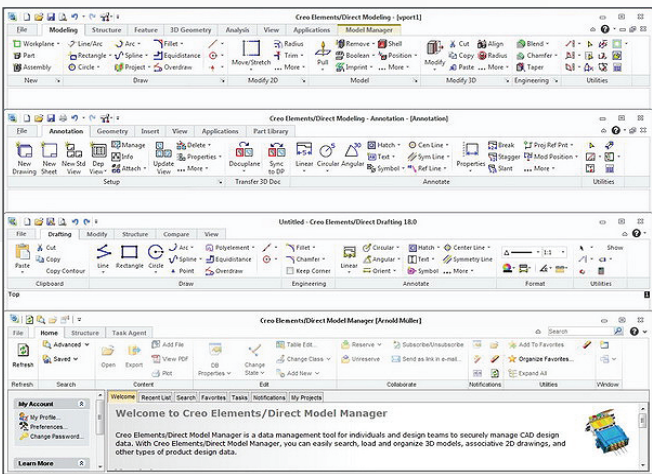 Creo Elements/Direct Modeling - [vport1]
File Modeling Structure Feature 3D Geometry Analysis View Applications Model Manager
Workplane Line/Arc Arc Fillet Radius Remove Shell Cut Align Blend
Part Rectangle Spline Equidistance Move/Stretch Trim Pull Boolean Position Modify Copy Radius Chamfer
Assembly Circle Project Overdraw ... More Imprint ... More Paste ... More Taper
New Draw Modify 2D Model Modify 3D Engineering Utilities
Creo Elements/Direct Modeling - Annotation - [Annotation]
File Annotation Geometry Insert View Applications Part Library
New Drawing New Sheet New Std View Dep View Manage Info Attach Update View Delete Properties ... More Docuplane Sync to DP Linear Circular Angular Hatch Text Symbol Cen Line Sym Line Ref Line Properties Break Stagger Slant Proj Ref Pnt Mod Position ... More
Setup Transfer 3D Doc Annotate Utilities
Untitled - Creo Elements/Direct Drafting 18.0
File Drafting Modify Structure Compare View
Paste Cut Copy Copy Contour Line Rectangle Circle Arc Spline Point Polyelement Equidistance Overdraw Fillet Chamfer Keep Corner Linear Circular Angular Orient Hatch Text Symbol Center Line Symmetry Line ... More 1:1 Show
Clipboard Draw Engineering Annotate Format Utilities
Top
Creo Elements/Direct Model Manager [Arnold Müller]
File Home Structure Task Agent Search
Refresh Advanced Saved Open Export Add File View PDF Plot DB Properties Change State Table Edit... Change Class Add New Reserve Unreserve Subscribe/Unsubscribe Send as link in e-mail... Add To Favorites Organize Favorites... Expand All
Refresh Search Content Edit Collaborate Notifications Utilities Window
Welcome Recent List Search Favorites Tasks Notifications My Projects
My Account
My Profile...
Preferences...
Change Password...
Learn More
Welcome to Creo Elements/Direct Model Manager
Creo Elements/Direct Model Manager is a data management tool for individuals and design teams to securely manage CAD design
data. With Creo Elements/Direct Model Manager, you can easily search, load and organize 3D models, associative 2D drawings, and
other types of product design data.